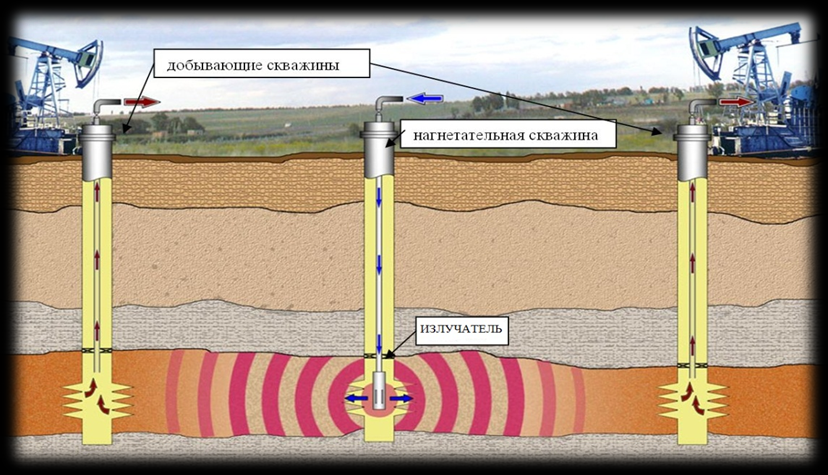 добывающие скважины
нагнетательная скважина
ИЗЛУЧАТЕЛЬ